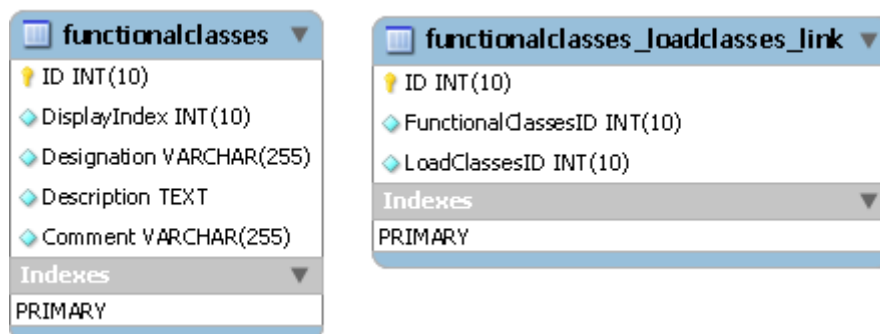 functionalclasses
ID INT(10)
DisplayIndex INT(10)
Designation VARCHAR(255)
Description TEXT
Comment VARCHAR(255)
Indexes
PRIMARY
functionalclasses_loadclasses_link
ID INT(10)
FunctionalClassesID INT(10)
LoadClassesID INT(10)
Indexes
PRIMARY